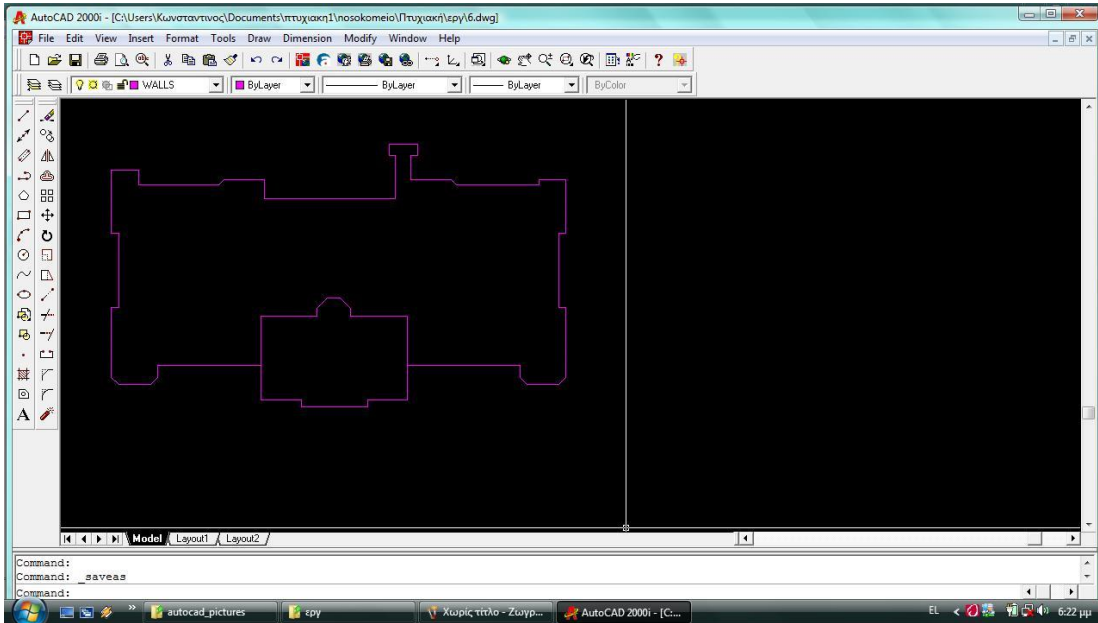 AutoCAD 2000i - [C:\Users\Κωνσταντινος\Documents\πτυχιακη1\nosokomeio\Πτυχιακή\εργ\6.dwg]
File Edit View Insert Format Tools Draw Dimension Modify Window Help
WALLS ByLayer ByLayer ByLayer ByColor
A
Model Layout1 Layout2
Command:
Command: _saveas
Command:
autocad_pictures εργ Χωρίς τίτλο - Ζωγρ... AutoCAD 2000i - [C:... EL 6:22 μμ